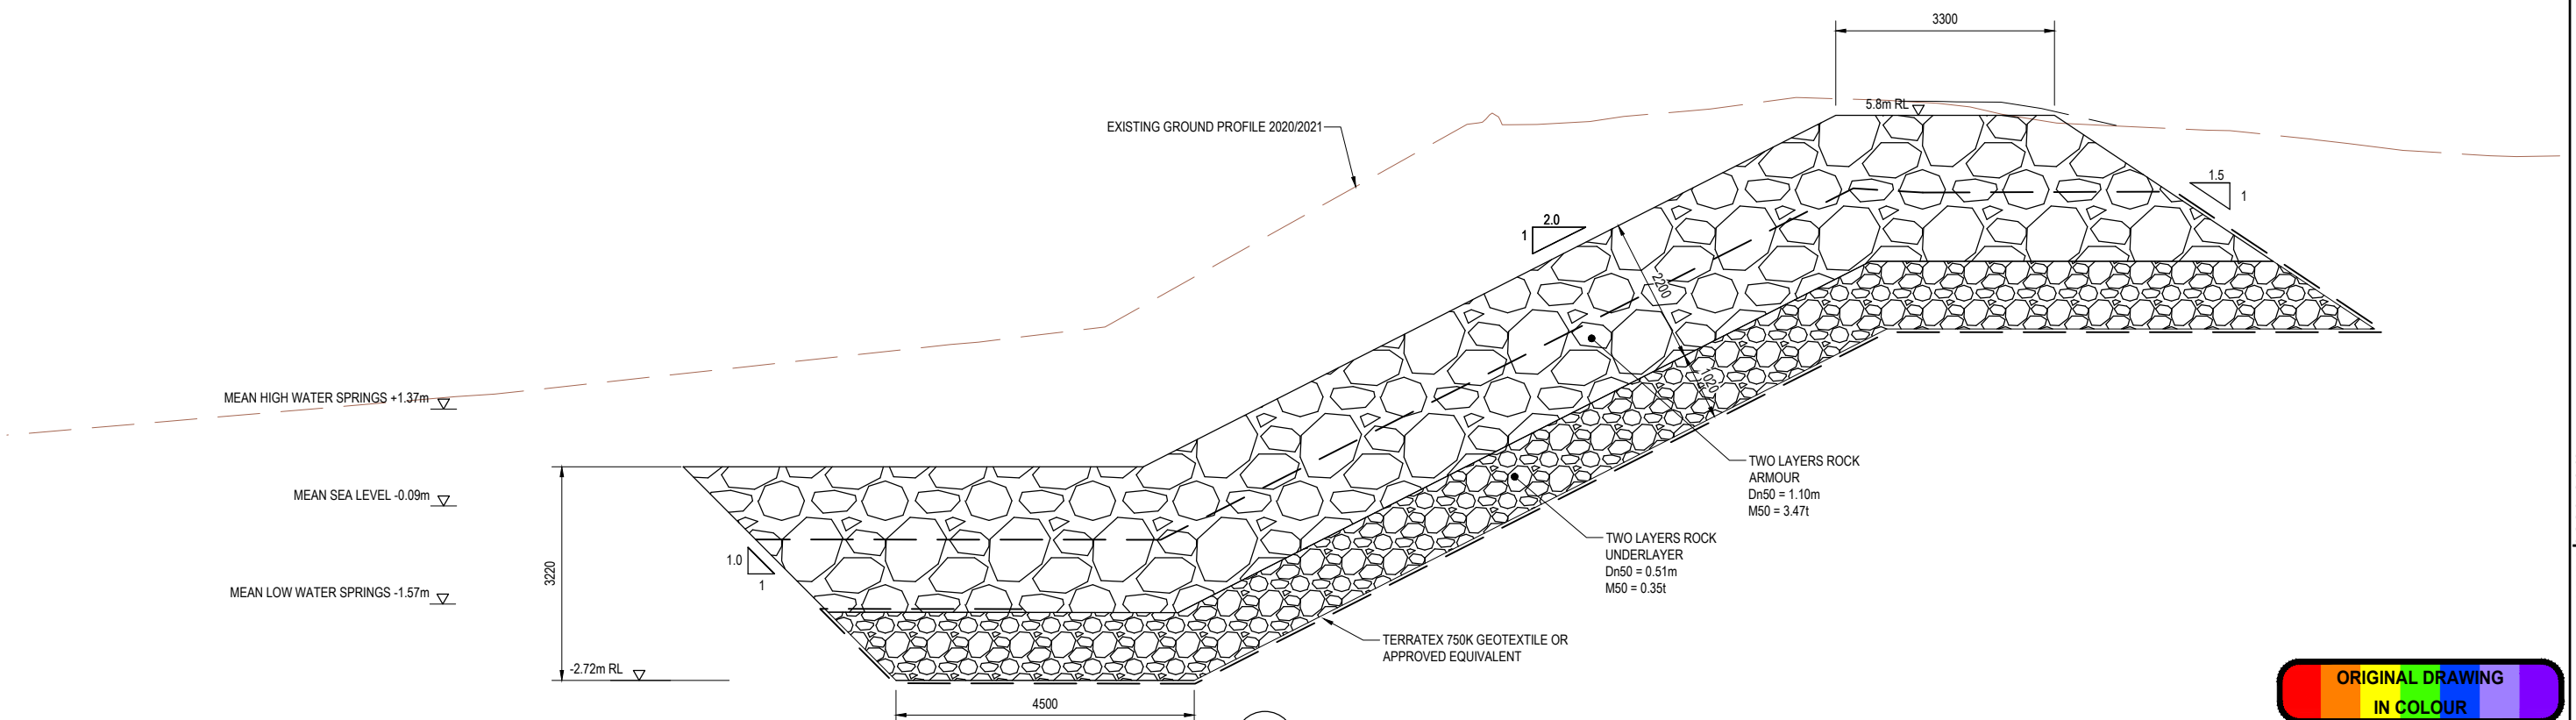 3300
5.8m RL
EXISTING GROUND PROFILE 2020/2021
1.5
1
2.0
1
2200
1020
MEAN HIGH WATER SPRINGS +1.37m
MEAN SEA LEVEL -0.09m
MEAN LOW WATER SPRINGS -1.57m
3220
1.0
1
TWO LAYERS ROCK
ARMOUR
Dn50 = 1.10m
M50 = 3.47t
TWO LAYERS ROCK
UNDERLAYER
Dn50 = 0.51m
M50 = 0.35t
TERRATEX 750K GEOTEXTILE OR
APPROVED EQUIVALENT
-2.72m RL
4500
ORIGINAL DRAWING
IN COLOUR